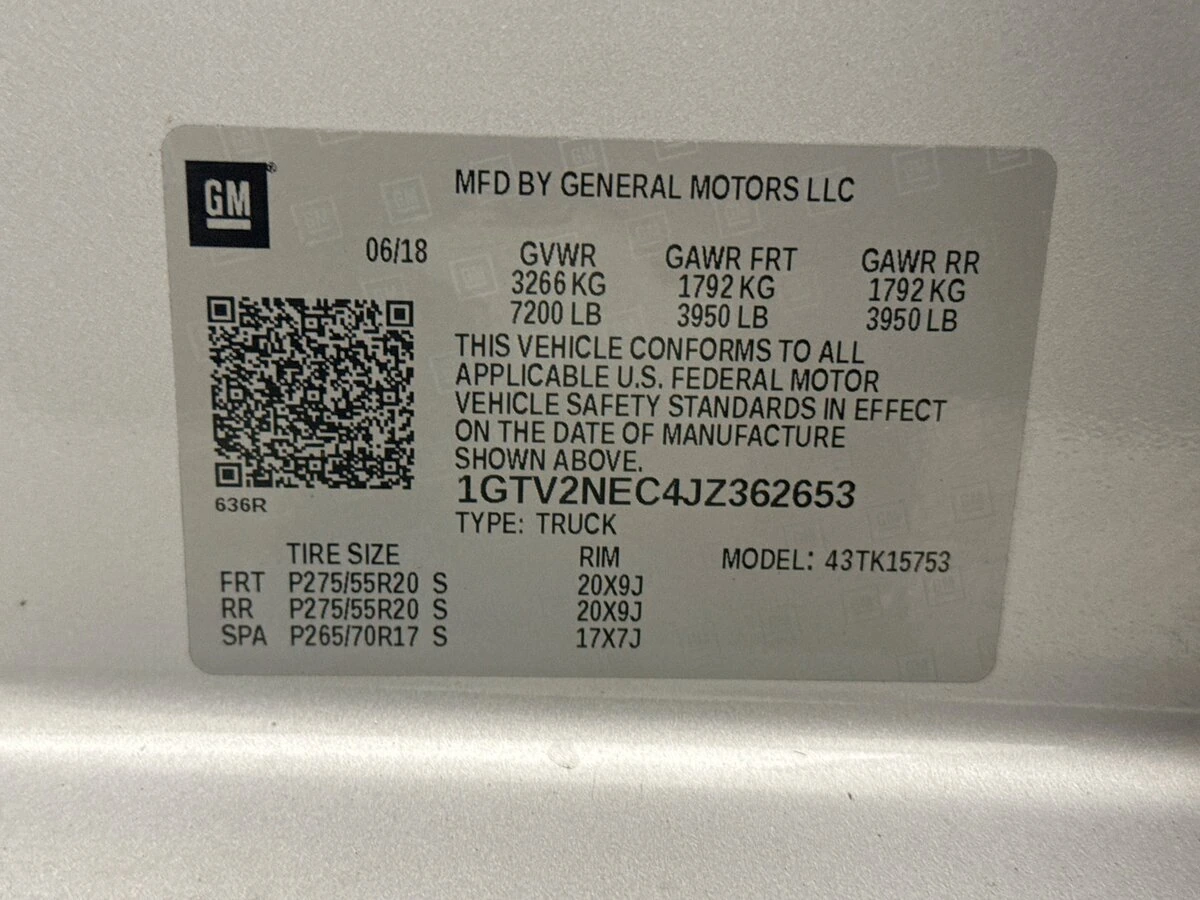 GM
MFD BY GENERAL MOTORS LLC
06/18 GVWR GAWR FRT GAWR RR
3266 KG 1792 KG 1792 KG
7200 LB 3950 LB 3950 LB
THIS VEHICLE CONFORMS TO ALL
APPLICABLE U.S. FEDERAL MOTOR
VEHICLE SAFETY STANDARDS IN EFFECT
ON THE DATE OF MANUFACTURE
SHOWN ABOVE.
1GTV2NEC4JZ362653
636R
TYPE: TRUCK
TIRE SIZE RIM MODEL: 43TK15753
FRT P275/55R20 S 20X9J
RR P275/55R20 S 20X9J
SPA P265/70R17 S 17X7J